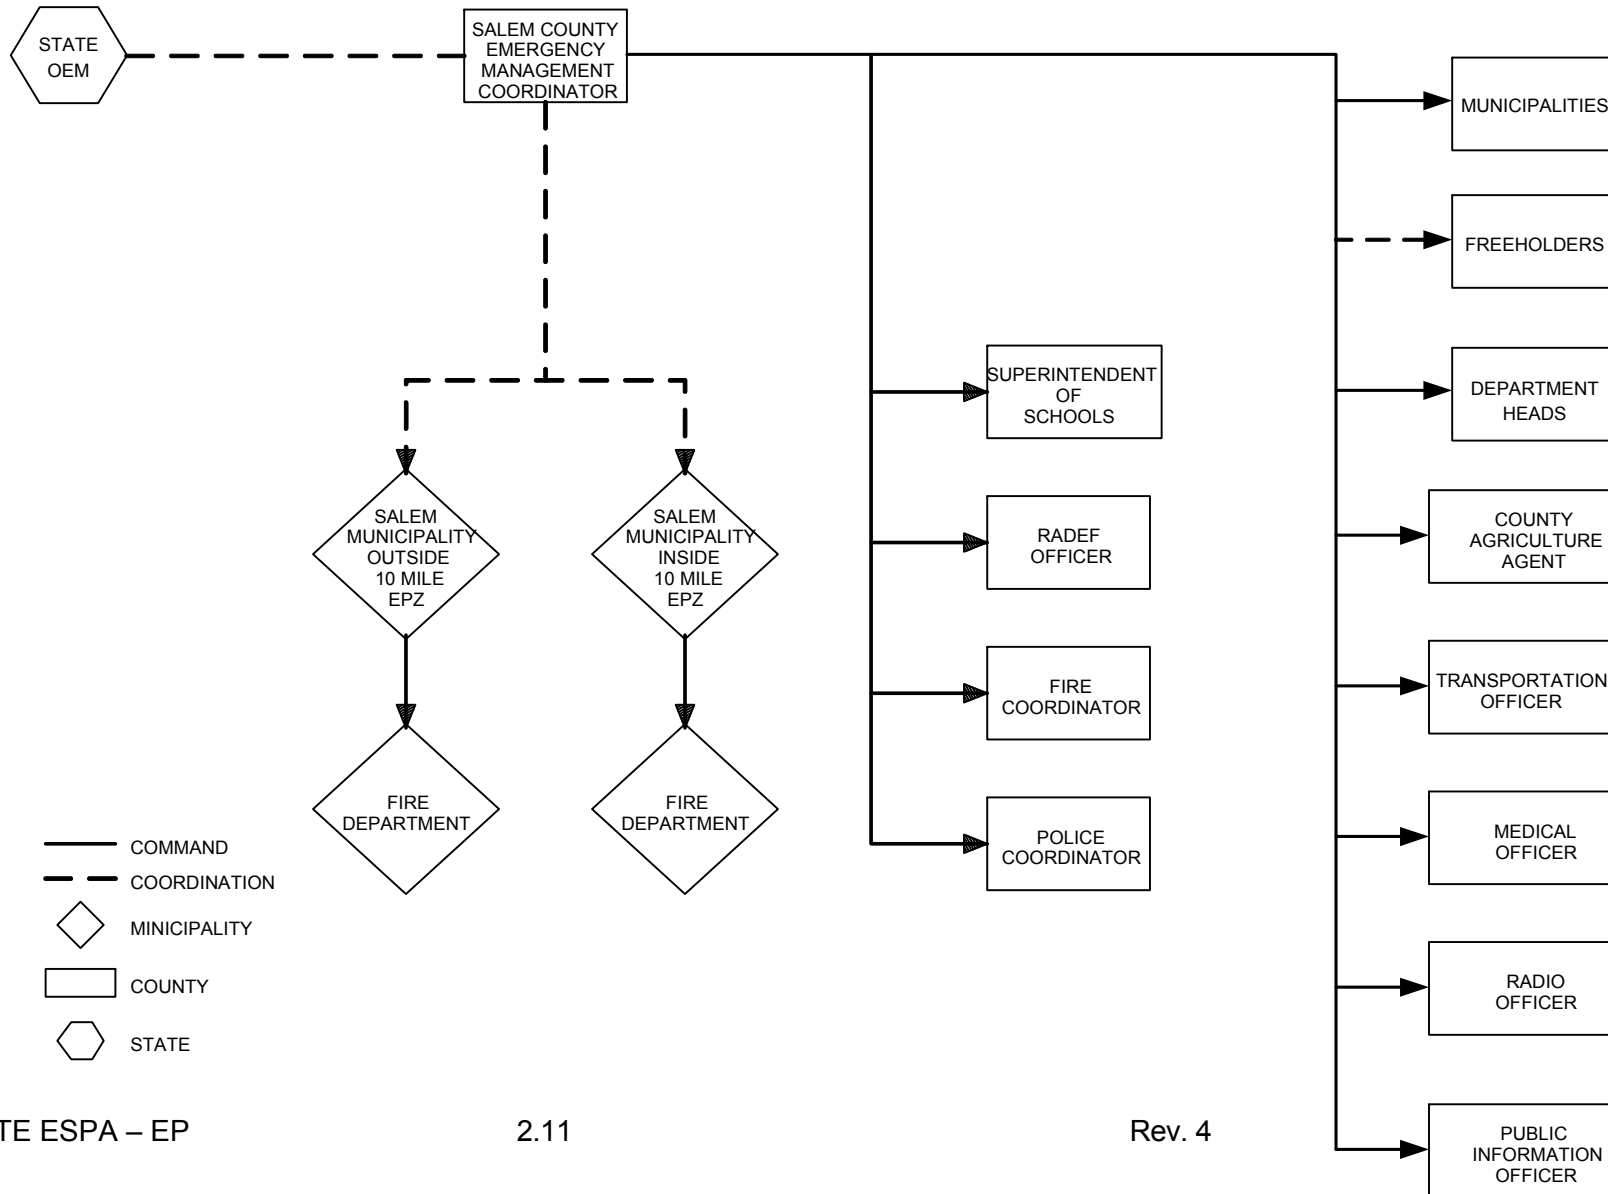 STATE
OEM
SALEM COUNTY
EMERGENCY
MANAGEMENT
COORDINATOR
MUNICIPALITIES
FREEHOLDERS
DEPARTMENT
HEADS
COUNTY
AGRICULTURE
AGENT
TRANSPORTATION
OFFICER
MEDICAL
OFFICER
RADIO
OFFICER
PUBLIC
INFORMATION
OFFICER
SUPERINTENDENT
OF
SCHOOLS
RADEF
OFFICER
FIRE
COORDINATOR
POLICE
COORDINATOR
SALEM
MUNICIPALITY
OUTSIDE
10 MILE
EPZ
SALEM
MUNICIPALITY
INSIDE
10 MILE
EPZ
FIRE
DEPARTMENT
FIRE
DEPARTMENT
COMMAND
COORDINATION
MINICIPALITY
COUNTY
STATE
TE ESPA – EP 2.11 Rev. 4